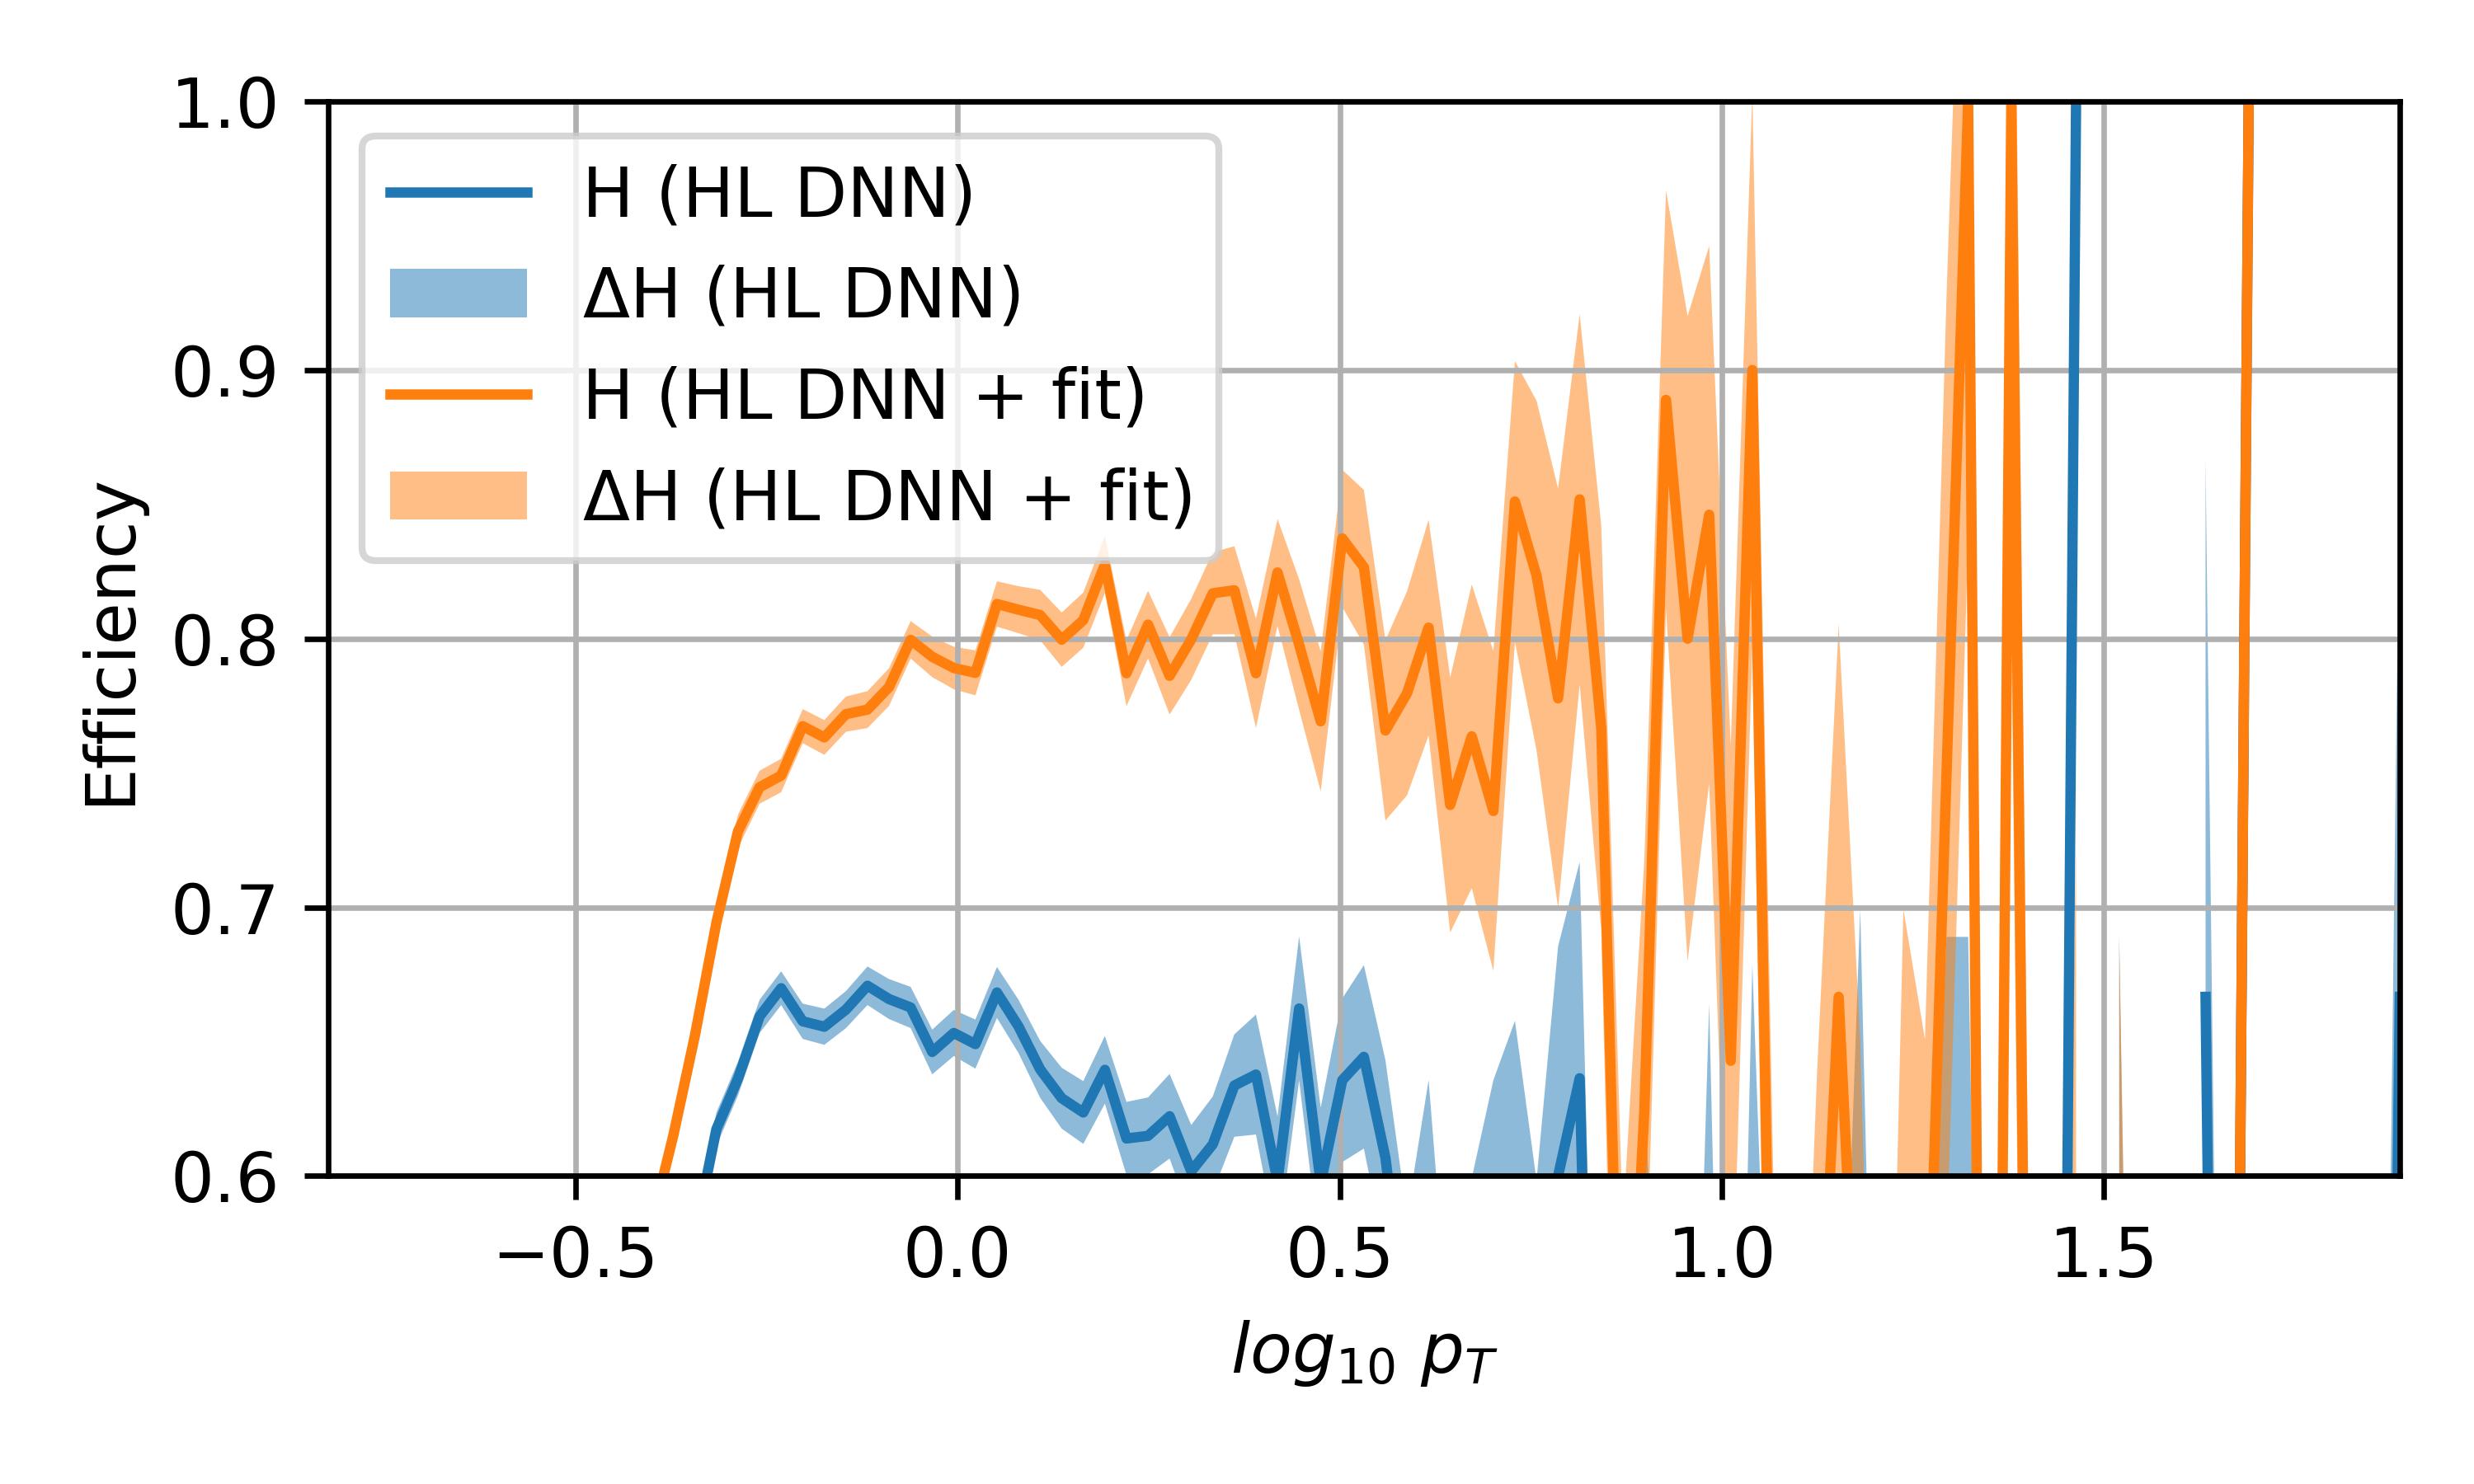 1.0
0.9
0.8
0.7
0.6
Efficiency
H (HL DNN)
ΔH (HL DNN)
H (HL DNN + fit)
ΔH (HL DNN + fit)
−0.5 0.0 0.5 1.0 1.5
log₁₀ p_T